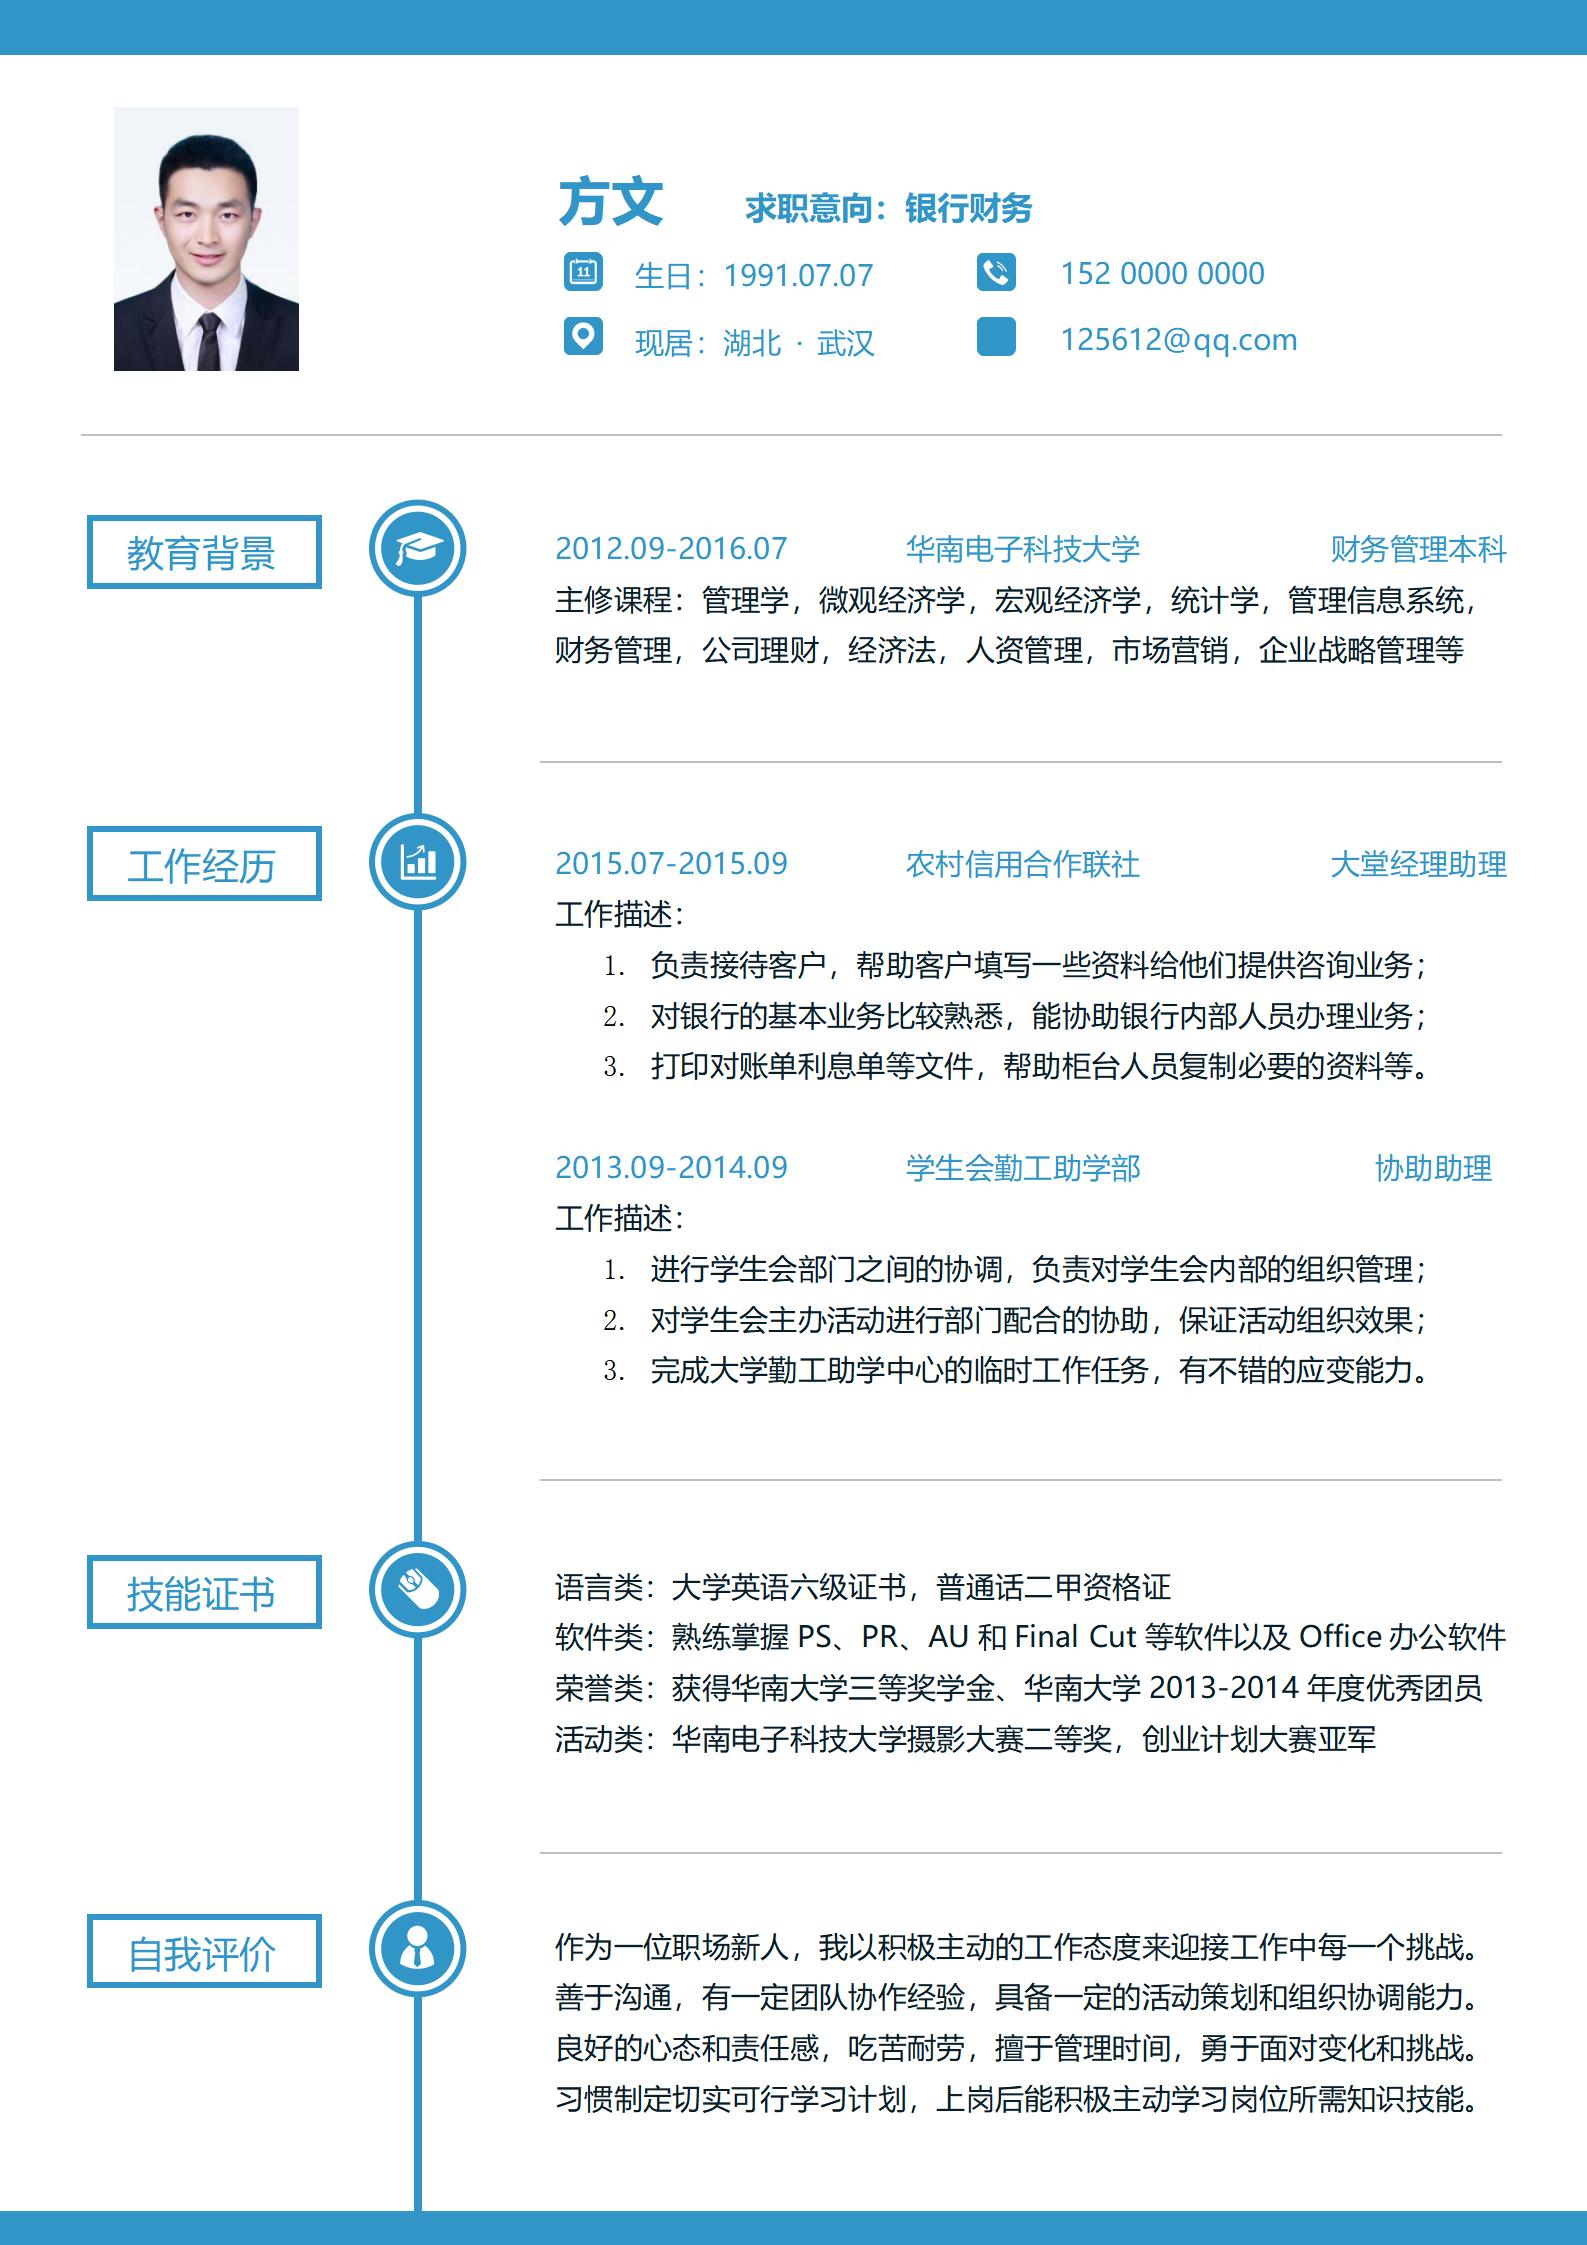 方文 求职意向：银行财务
11 生日：1991.07.07 152 0000 0000
现居：湖北 · 武汉 125612@qq.com
教育背景
2012.09-2016.07 华南电子科技大学 财务管理本科
主修课程：管理学，微观经济学，宏观经济学，统计学，管理信息系统，
财务管理，公司理财，经济法，人资管理，市场营销，企业战略管理等
工作经历
2015.07-2015.09 农村信用合作联社 大堂经理助理
工作描述：
1. 负责接待客户，帮助客户填写一些资料给他们提供咨询业务；
2. 对银行的基本业务比较熟悉，能协助银行内部人员办理业务；
3. 打印对账单利息单等文件，帮助柜台人员复制必要的资料等。
2013.09-2014.09 学生会勤工助学部 协助助理
工作描述：
1. 进行学生会部门之间的协调，负责对学生会内部的组织管理；
2. 对学生会主办活动进行部门配合的协助，保证活动组织效果；
3. 完成大学勤工助学中心的临时工作任务，有不错的应变能力。
技能证书
语言类：大学英语六级证书，普通话二甲资格证
软件类：熟练掌握 PS、PR、AU 和 Final Cut 等软件以及 Office 办公软件
荣誉类：获得华南大学三等奖学金、华南大学 2013-2014 年度优秀团员
活动类：华南电子科技大学摄影大赛二等奖，创业计划大赛亚军
自我评价
作为一位职场新人，我以积极主动的工作态度来迎接工作中每一个挑战。
善于沟通，有一定团队协作经验，具备一定的活动策划和组织协调能力。
良好的心态和责任感，吃苦耐劳，擅于管理时间，勇于面对变化和挑战。
习惯制定切实可行学习计划，上岗后能积极主动学习岗位所需知识技能。